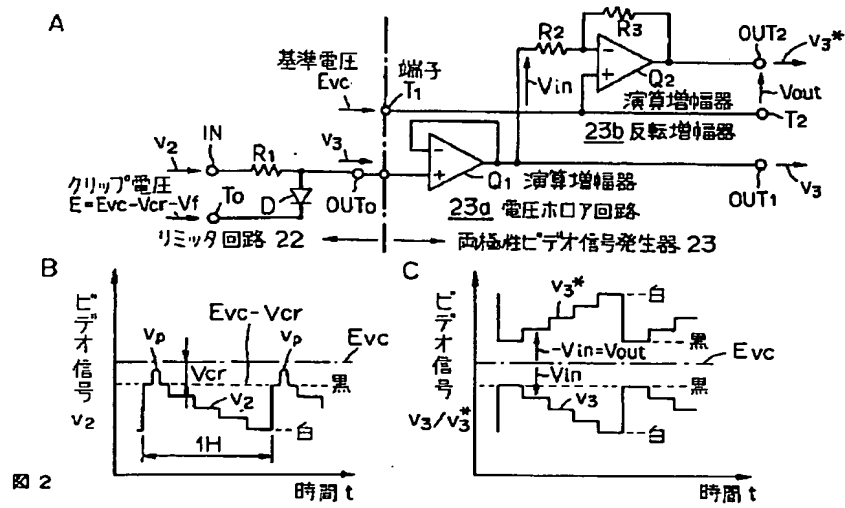 A
基準電圧
Evc
端子
T1
R2
R3
Vin
Q2
演算増幅器
23b 反転増幅器
OUT2
v3*
Vout
T2
v2
IN
R1
v3
クリップ電圧
E=Evc-Vcr-Vf
To
D
OUTo
Q1 演算増幅器
23a 電圧ホロア回路
OUT1
v3
リミッタ回路 22
両極性ビデオ信号発生器 23
B
ビデオ信号
v2
Evc-Vcr
vp
vp
Evc
Vcr
黒
v2
白
1H
時間 t
C
ビデオ信号
v3/v3*
v3*
白
黒
-Vin=Vout
Evc
Vin
黒
v3
白
時間 t
図2